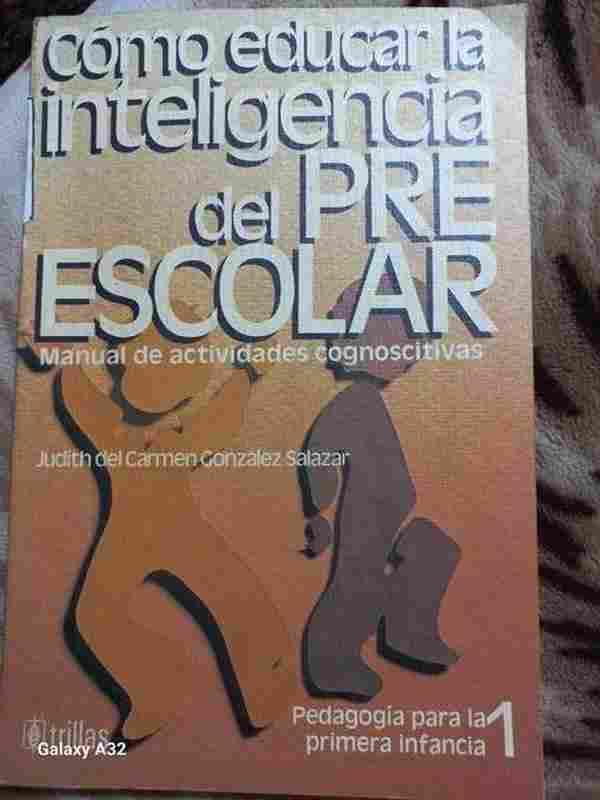 Cómo educar la
inteligencia
del PRE
ESCOLAR
Manual de actividades cognoscitivas
Judith del Carmen González Salazar
Pedagogía para la
primera infancia 1
trillas
Galaxy A32